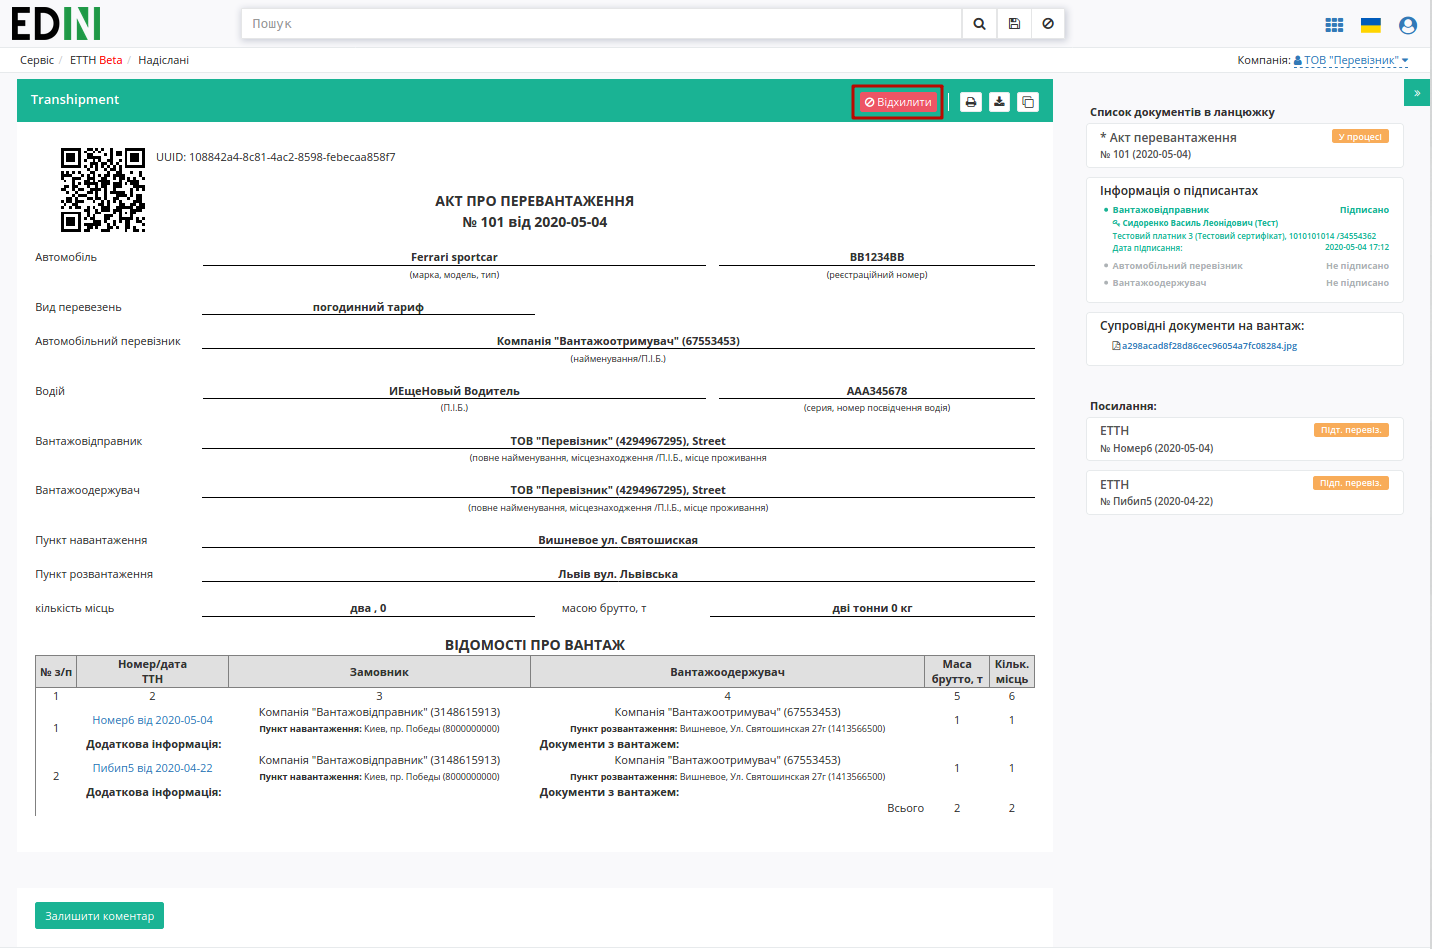 EDIN
Пошук
Сервіс / ЕТТН Beta / Надіслані
Компанія: ТОВ "Перевізник"
Transhipment
Відхилити
»
UUID: 108842a4-8c81-4ac2-8598-febecaa858f7
АКТ ПРО ПЕРЕВАНТАЖЕННЯ
№ 101 від 2020-05-04
Автомобіль Ferrari sportcar BB1234BB
(марка, модель, тип) (реєстраційний номер)
Вид перевезень погодинний тариф
Автомобільний перевізник Компанія "Вантажоотримувач" (67553453)
(найменування/П.І.Б.)
Водій ИЕщеНовый Водитель ААА345678
(П.І.Б.) (серия, номер посвідчення водія)
Вантажовідправник ТОВ "Перевізник" (4294967295), Street
(повне найменування, місцезнаходження /П.І.Б., місце проживання
Вантажоодержувач ТОВ "Перевізник" (4294967295), Street
(повне найменування, місцезнаходження /П.І.Б., місце проживання)
Пункт навантаження Вишневое ул. Святошиская
Пункт розвантаження Львів вул. Львівська
кількість місць два , 0 масою брутто, т дві тонни 0 кг
ВІДОМОСТІ ПРО ВАНТАЖ
№ з/п Номер/дата ТТН Замовник Вантажоодержувач Маса брутто, т Кільк. місць
1 2 3 4 5 6
1 Номер6 від 2020-05-04 Компанія "Вантажовідправник" (3148615913) Компанія "Вантажоотримувач" (67553453) 1 1
Пункт навантаження: Киев, пр. Победы (8000000000) Пункт розвантаження: Вишневое, Ул. Святошинская 27г (1413566500)
Додаткова інформація: Документи з вантажем:
2 Пибип5 від 2020-04-22 Компанія "Вантажовідправник" (3148615913) Компанія "Вантажоотримувач" (67553453) 1 1
Пункт навантаження: Киев, пр. Победы (8000000000) Пункт розвантаження: Вишневое, Ул. Святошинская 27г (1413566500)
Додаткова інформація: Документи з вантажем:
Всього 2 2
Залишити коментар
Список документів в ланцюжку
* Акт перевантаження У процесі
№ 101 (2020-05-04)
Інформація о підписантах
Вантажовідправник Підписано
Сидоренко Василь Леонідович (Тест)
Тестовий платник 3 (Тестовий сертифікат), 1010101014 /34554362
Дата підписання: 2020-05-04 17:12
Автомобільний перевізник Не підписано
Вантажоодержувач Не підписано
Супровідні документи на вантаж:
a298acad8f28d86cec96054a7fc08284.jpg
Посилання:
ЕТТН Підт. перевіз.
№ Номер6 (2020-05-04)
ЕТТН Підп. перевіз.
№ Пибип5 (2020-04-22)